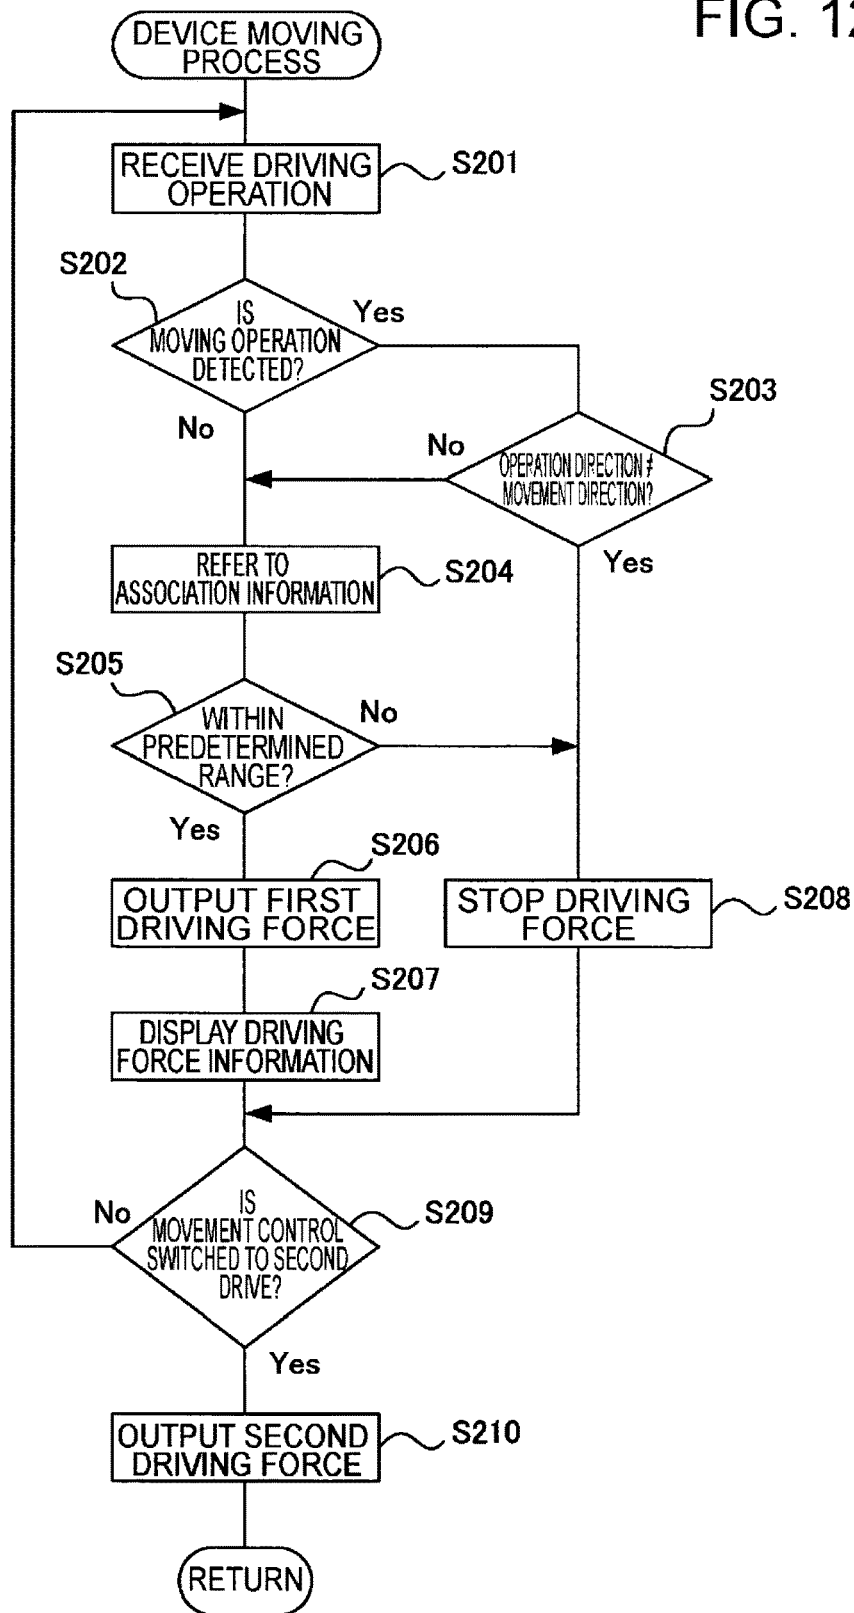 FIG. 12
DEVICE MOVING
PROCESS
RECEIVE DRIVING
OPERATION
S201
S202
IS
MOVING OPERATION
DETECTED?
Yes
No
S203
OPERATION DIRECTION ≠
MOVEMENT DIRECTION?
No
Yes
REFER TO
ASSOCIATION INFORMATION
S204
S205
WITHIN
PREDETERMINED
RANGE?
No
Yes
S206
OUTPUT FIRST
DRIVING FORCE
STOP DRIVING
FORCE
S208
S207
DISPLAY DRIVING
FORCE INFORMATION
No
IS
MOVEMENT CONTROL
SWITCHED TO SECOND
DRIVE?
S209
Yes
OUTPUT SECOND
DRIVING FORCE
S210
RETURN